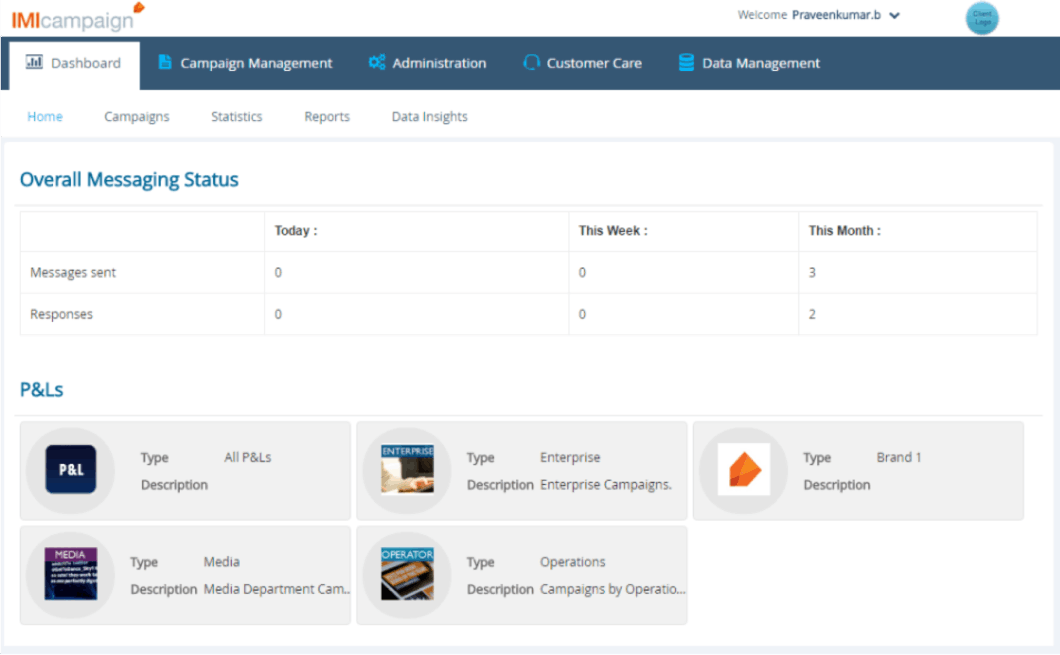 IMIcampaign
Welcome Praveenkumar.b
Client Logo
Dashboard Campaign Management Administration Customer Care Data Management
Home Campaigns Statistics Reports Data Insights
Overall Messaging Status
Today : This Week : This Month :
Messages sent 0 0 3
Responses 0 0 2
P&Ls
P&L
Type All P&Ls
Description
ENTERPRISE
Type Enterprise
Description Enterprise Campaigns.
Type Brand 1
Description
MEDIA
Type Media
Description Media Department Cam...
OPERATOR
Type Operations
Description Campaigns by Operatio...